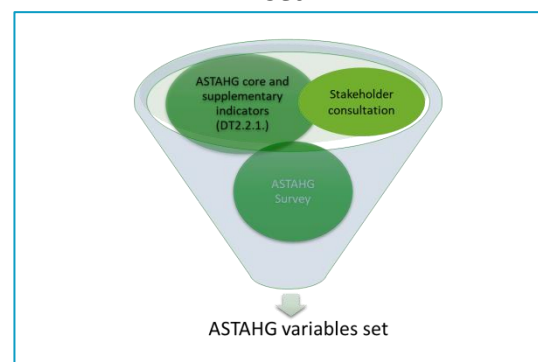 ASTAHG core and
supplementary
indicators
(DT2.2.1.)
Stakeholder
consultation
ASTAHG
Survey
ASTAHG variables set